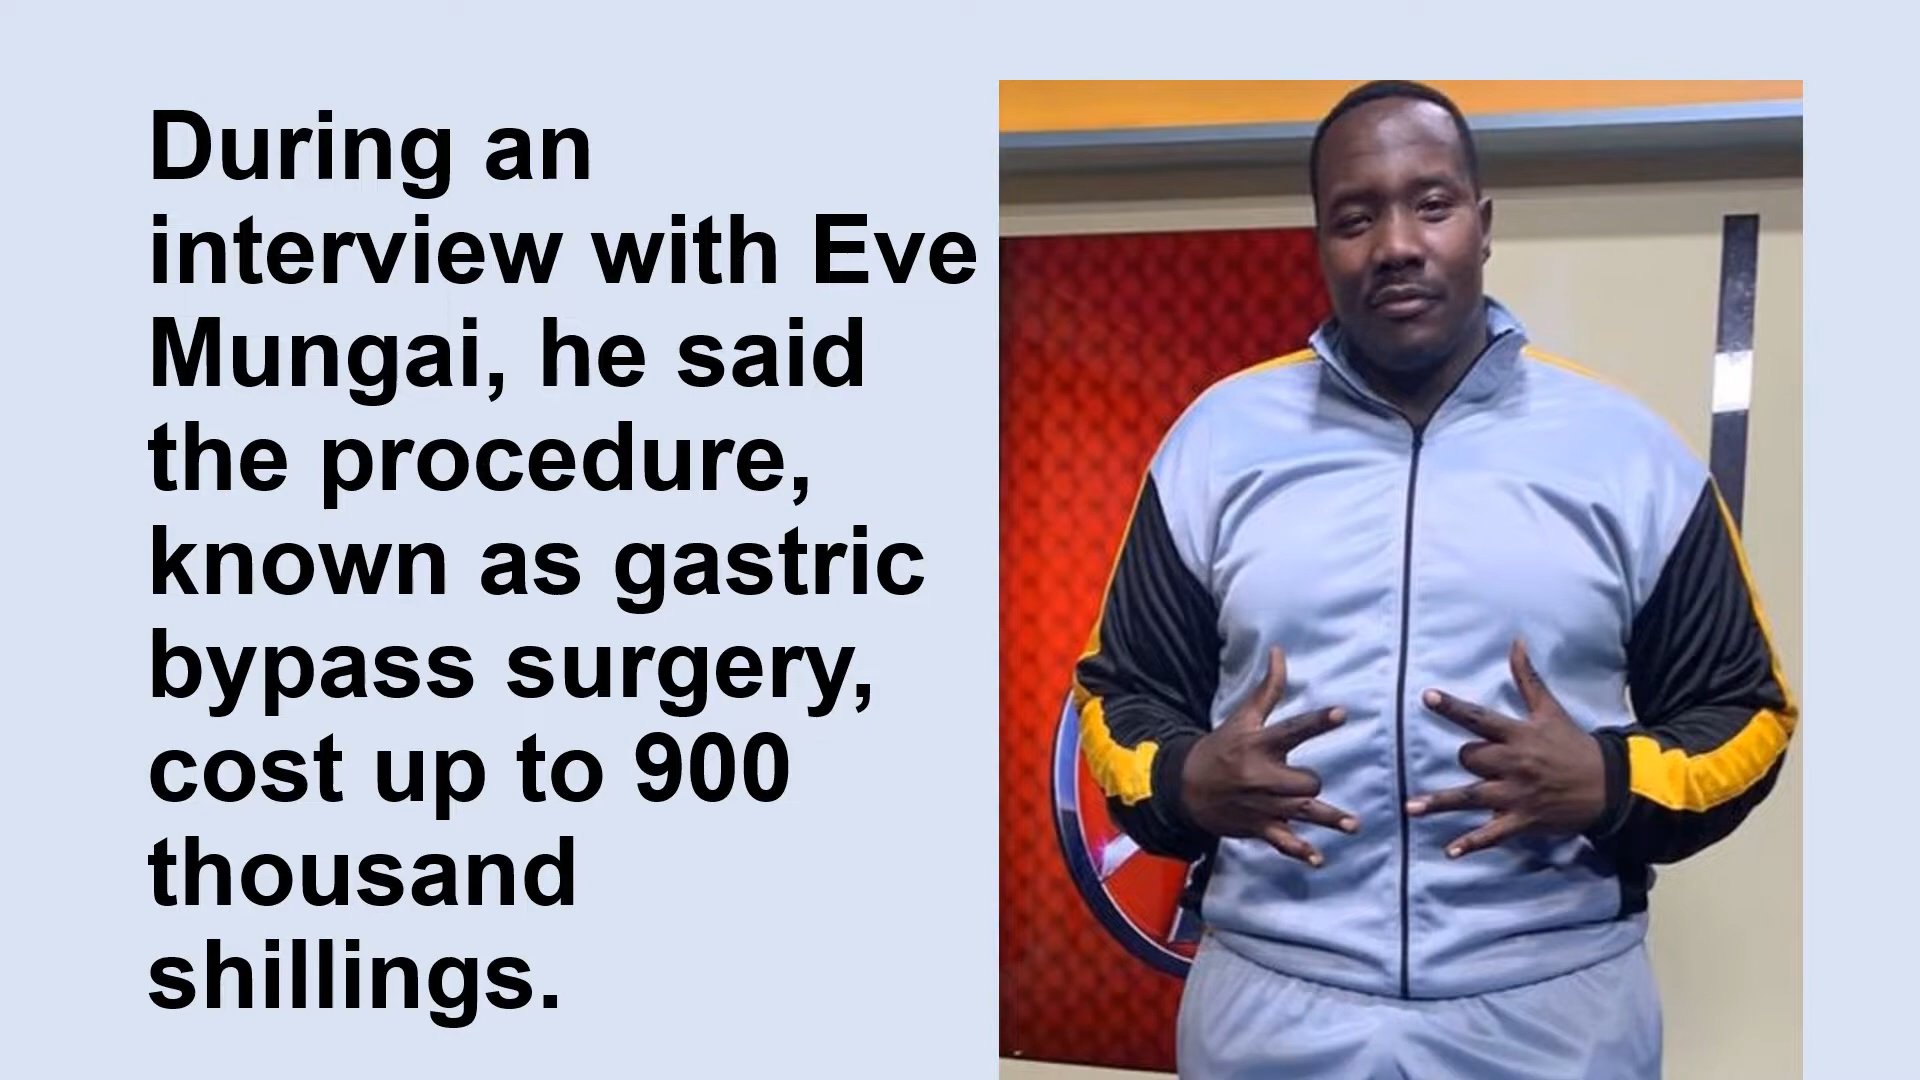 During an
interview with Eve
Mungai, he said
the procedure,
known as gastric
bypass surgery,
cost up to 900
thousand
shillings.